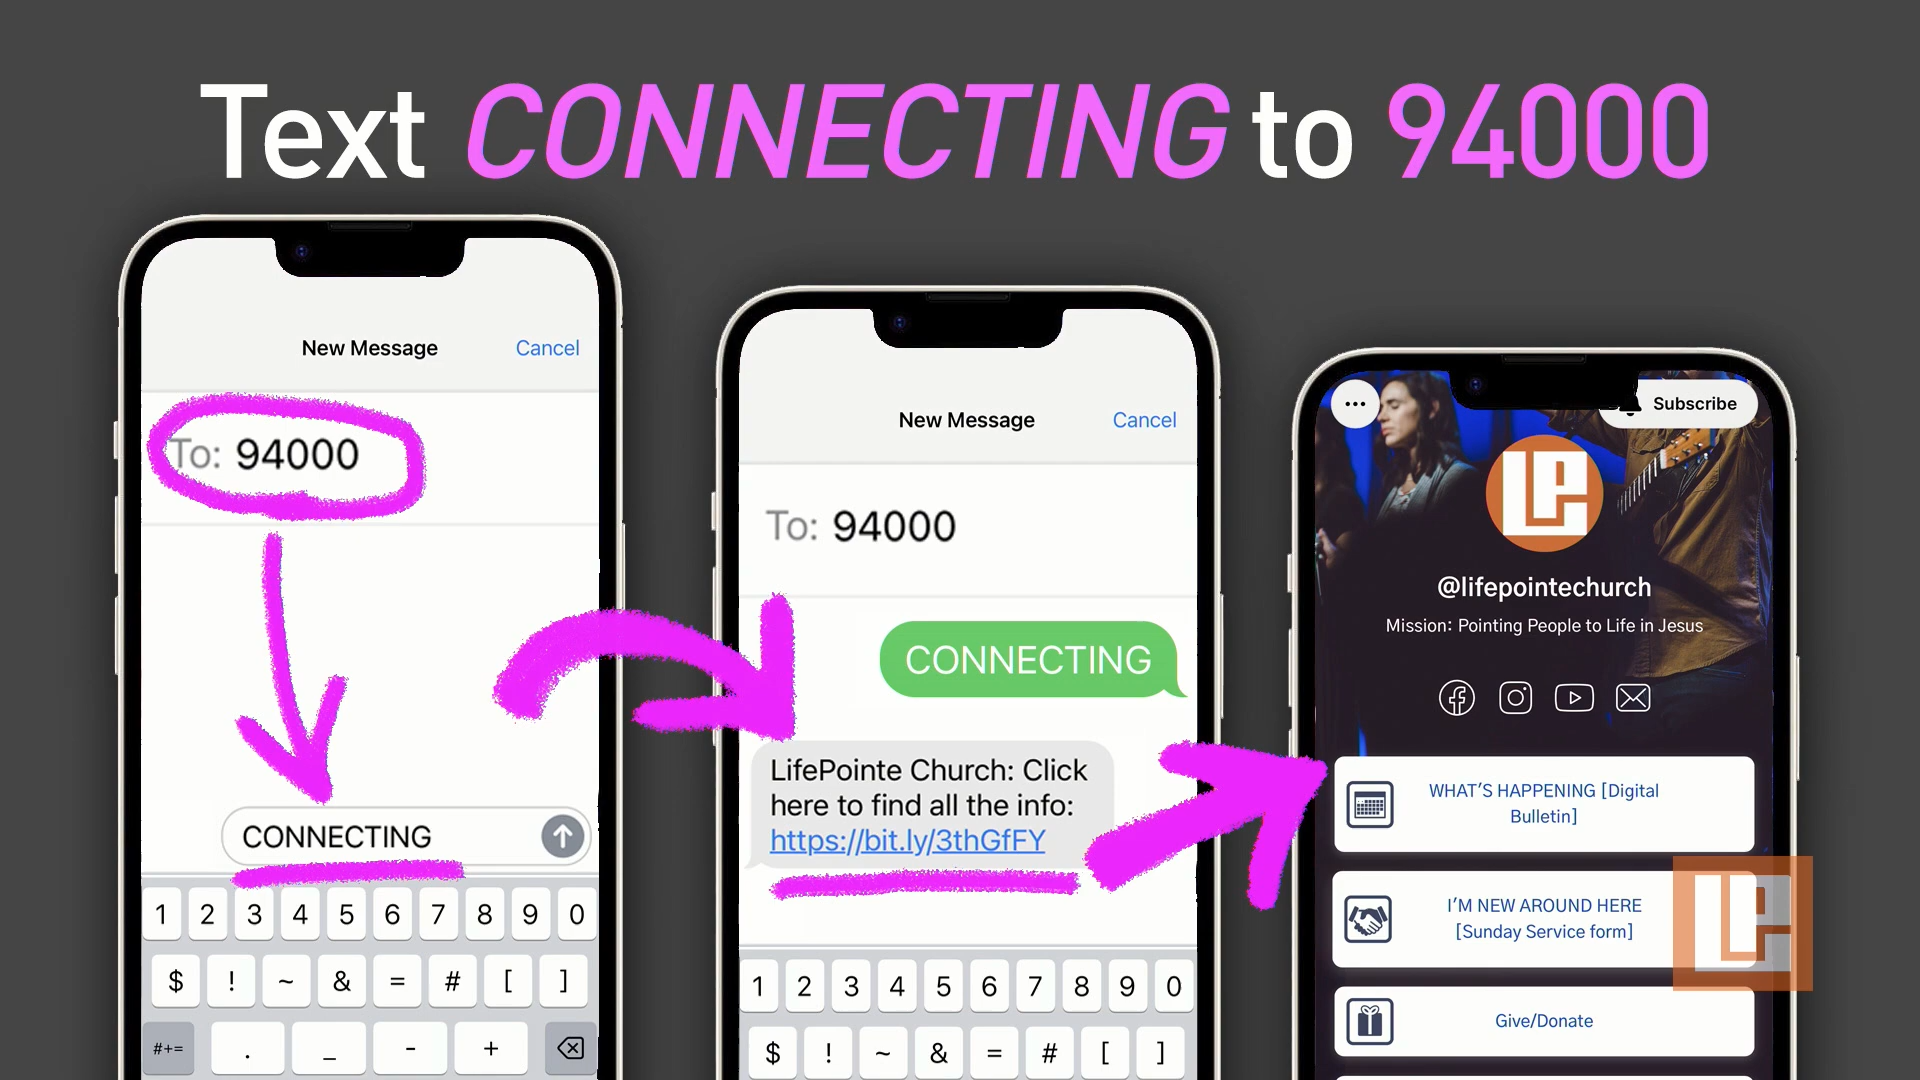 Text CONNECTING to 94000
New Message Cancel
To: 94000
CONNECTING
1 2 3 4 5 6 7 8 9 0
$ ! ~ & = # [ ]
#+= . _ - +
New Message Cancel
To: 94000
CONNECTING
LifePointe Church: Click
here to find all the info:
https://bit.ly/3thGfFY
1 2 3 4 5 6 7 8 9 0
$ ! ~ & = # [ ]
Subscribe
LP
@lifepointechurch
Mission: Pointing People to Life in Jesus
WHAT'S HAPPENING [Digital
Bulletin]
I'M NEW AROUND HERE
[Sunday Service form]
Give/Donate
LP